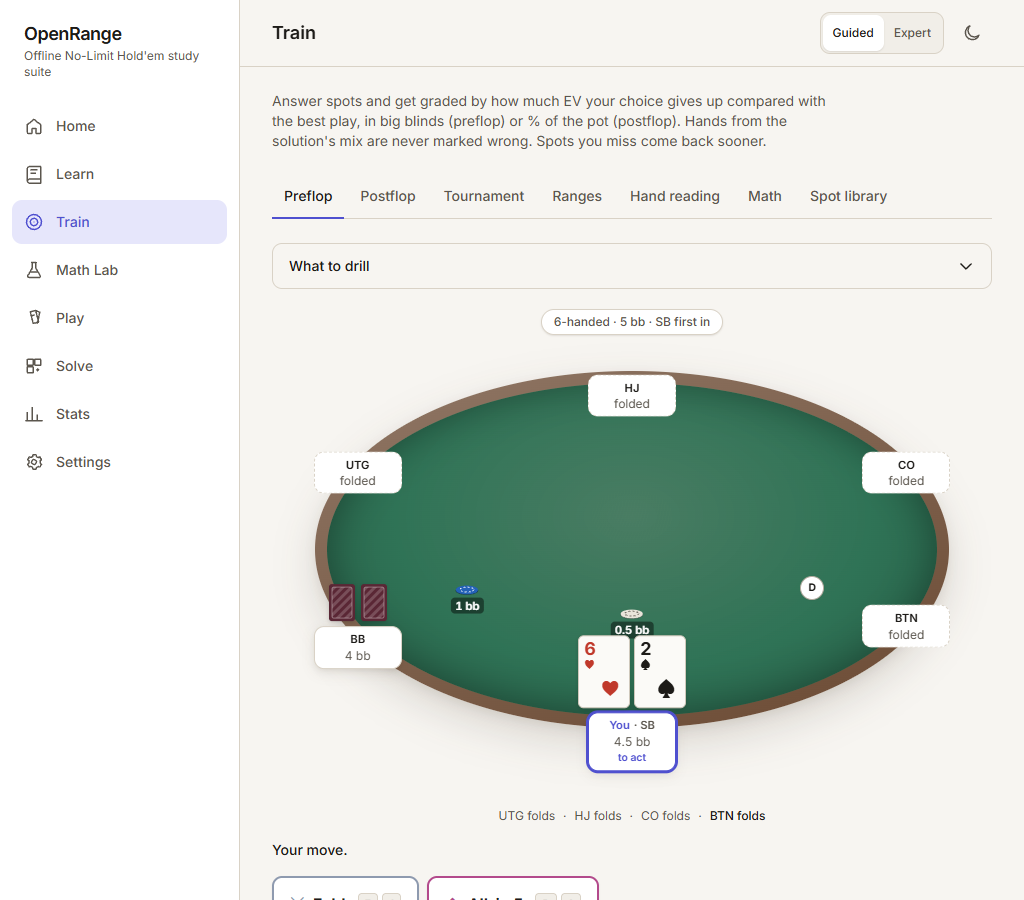 OpenRange
Offline No-Limit Hold'em study
suite
Home
Learn
Train
Math Lab
Play
Solve
Stats
Settings
Train
Guided
Expert
Answer spots and get graded by how much EV your choice gives up compared with
the best play, in big blinds (preflop) or % of the pot (postflop). Hands from the
solution's mix are never marked wrong. Spots you miss come back sooner.
Preflop
Postflop
Tournament
Ranges
Hand reading
Math
Spot library
What to drill
6-handed · 5 bb · SB first in
HJ
folded
UTG
folded
CO
folded
1 bb
D
0.5 bb
BB
4 bb
BTN
folded
6
2
You · SB
4.5 bb
to act
UTG folds · HJ folds · CO folds · BTN folds
Your move.